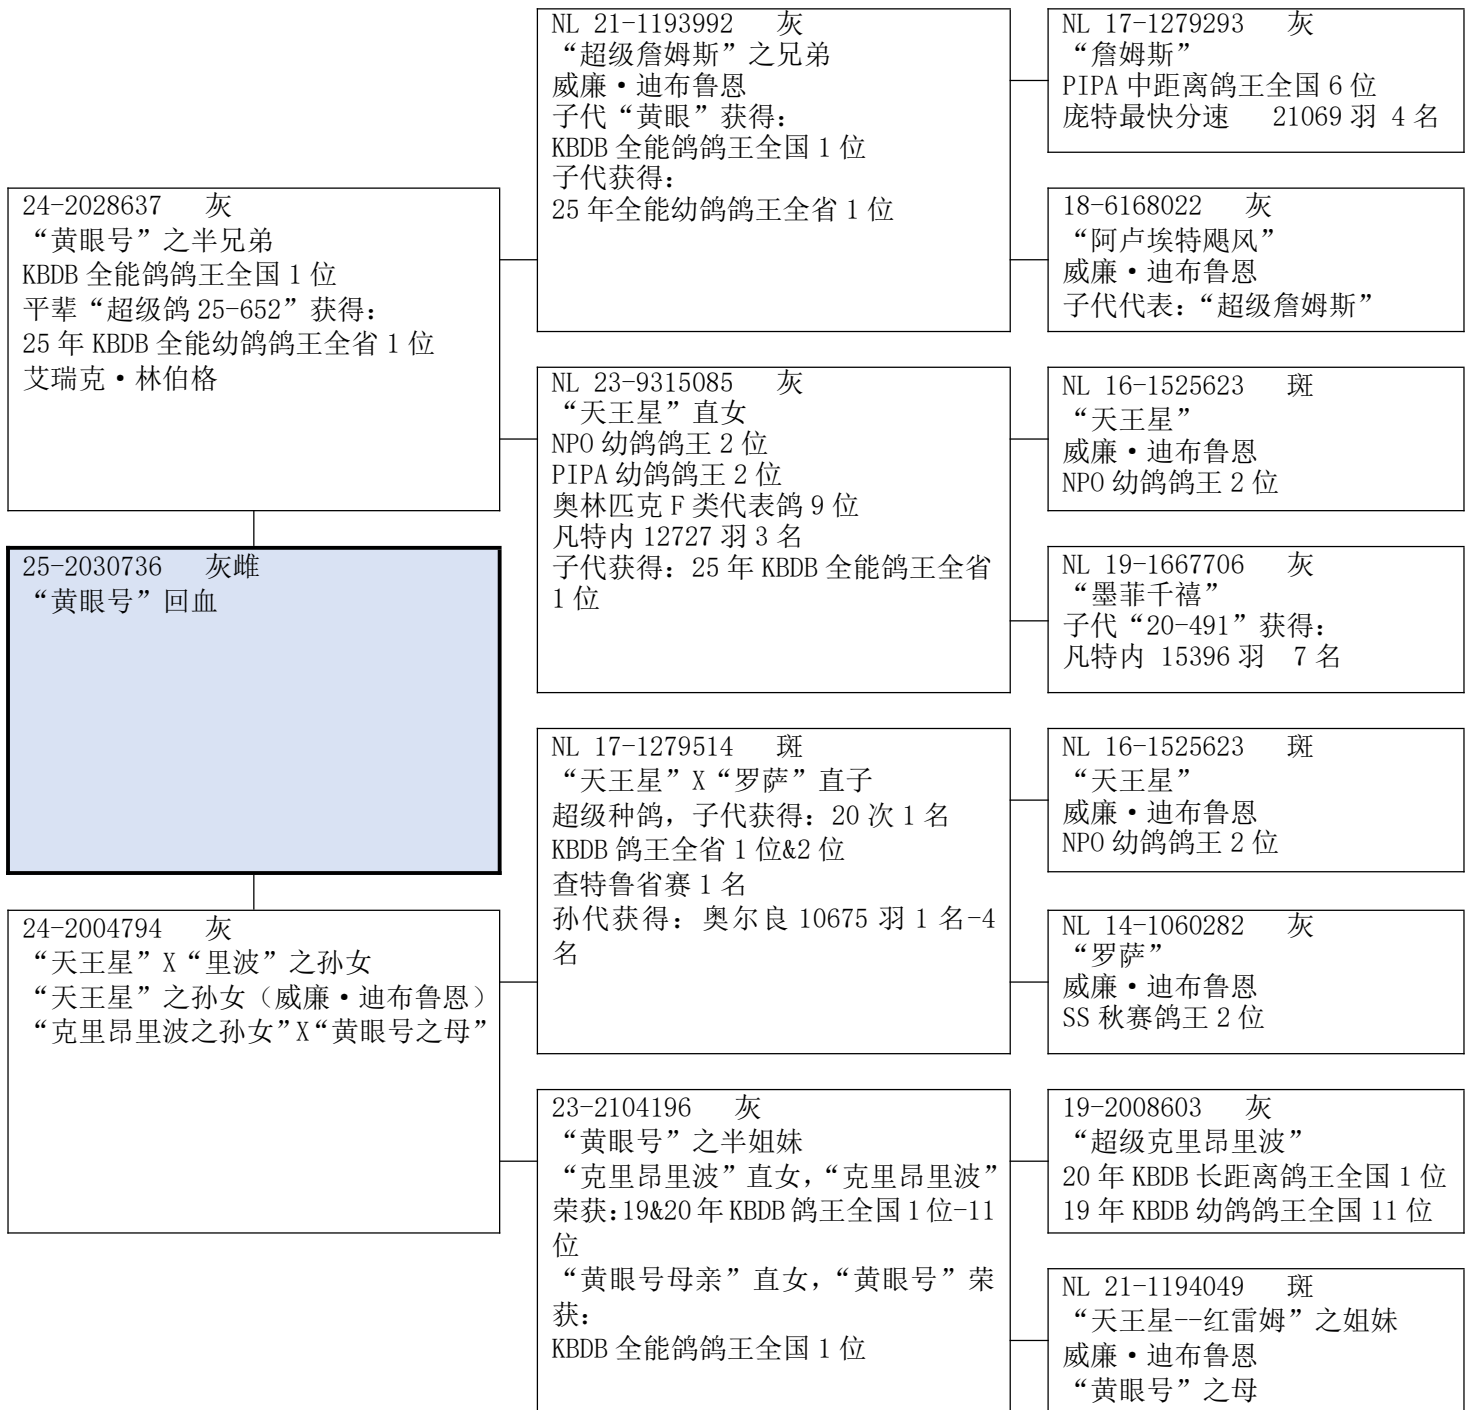 24-2028637 灰
“黄眼号”之半兄弟
KBDB 全能鸽鸽王全国 1 位
平辈“超级鸽 25-652”获得：
25 年 KBDB 全能幼鸽鸽王全省 1 位
艾瑞克·林伯格
25-2030736 灰雌
“黄眼号”回血
24-2004794 灰
“天王星”X“里波”之孙女
“天王星”之孙女（威廉·迪布鲁恩）
“克里昂里波之孙女”X“黄眼号之母”
NL 21-1193992 灰
“超级詹姆斯”之兄弟
威廉·迪布鲁恩
子代“黄眼”获得：
KBDB 全能鸽鸽王全国 1 位
子代获得：
25 年全能幼鸽鸽王全省 1 位
NL 23-9315085 灰
“天王星”直女
NPO 幼鸽鸽王 2 位
PIPA 幼鸽鸽王 2 位
奥林匹克 F 类代表鸽 9 位
凡特内 12727 羽 3 名
子代获得：25 年 KBDB 全能鸽王全省
1 位
NL 17-1279514 斑
“天王星”X“罗萨”直子
超级种鸽，子代获得：20 次 1 名
KBDB 鸽王全省 1 位&2 位
查特鲁省赛 1 名
孙代获得：奥尔良 10675 羽 1 名-4
名
23-2104196 灰
“黄眼号”之半姐妹
“克里昂里波”直女，“克里昂里波”
荣获：19&20 年 KBDB 鸽王全国 1 位-11
位
“黄眼号母亲”直女，“黄眼号”荣
获：
KBDB 全能鸽鸽王全国 1 位
NL 17-1279293 灰
“詹姆斯”
PIPA 中距离鸽王全国 6 位
庞特最快分速 21069 羽 4 名
18-6168022 灰
“阿卢埃特飓风”
威廉·迪布鲁恩
子代代表：“超级詹姆斯”
NL 16-1525623 斑
“天王星”
威廉·迪布鲁恩
NPO 幼鸽鸽王 2 位
NL 19-1667706 灰
“墨菲千禧”
子代“20-491”获得：
凡特内 15396 羽 7 名
NL 16-1525623 斑
“天王星”
威廉·迪布鲁恩
NPO 幼鸽鸽王 2 位
NL 14-1060282 灰
“罗萨”
威廉·迪布鲁恩
SS 秋赛鸽王 2 位
19-2008603 灰
“超级克里昂里波”
20 年 KBDB 长距离鸽王全国 1 位
19 年 KBDB 幼鸽鸽王全国 11 位
NL 21-1194049 斑
“天王星--红雷姆”之姐妹
威廉·迪布鲁恩
“黄眼号”之母